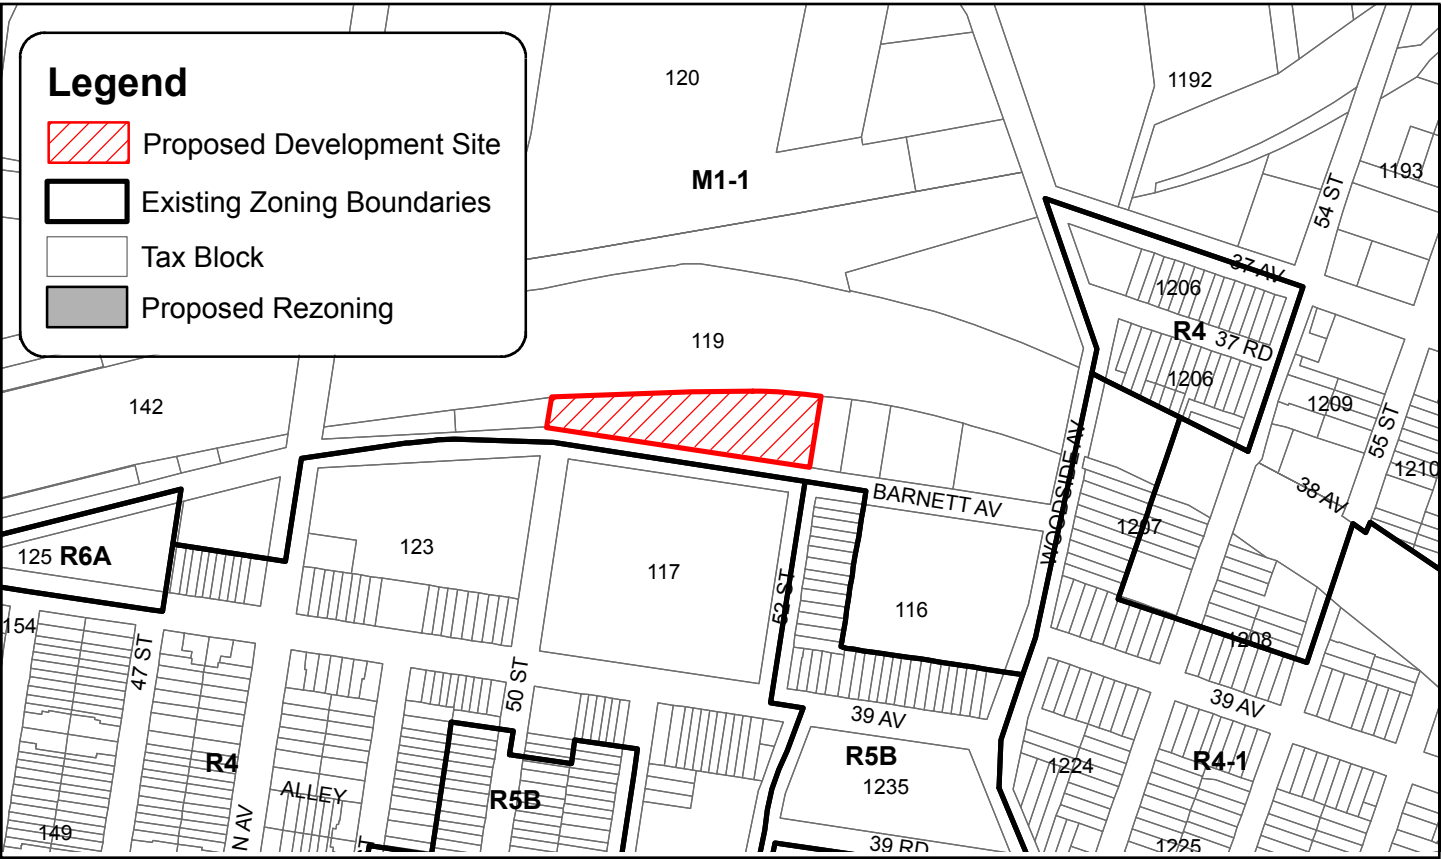 Legend
Proposed Development Site
Existing Zoning Boundaries
Tax Block
Proposed Rezoning
120
1192
M1-1
1193
54 ST
37 AV
1206
R4
37 RD
119
1206
142
1209
55 ST
WOODSIDE AV
1210
BARNETT AV
38 AV
1207
125
R6A
123
117
52 ST
116
154
1208
47 ST
50 ST
39 AV
39 AV
R4
R5B
1224
R4-1
ALLEY
R5B
1235
149
N AV
39 RD
1225